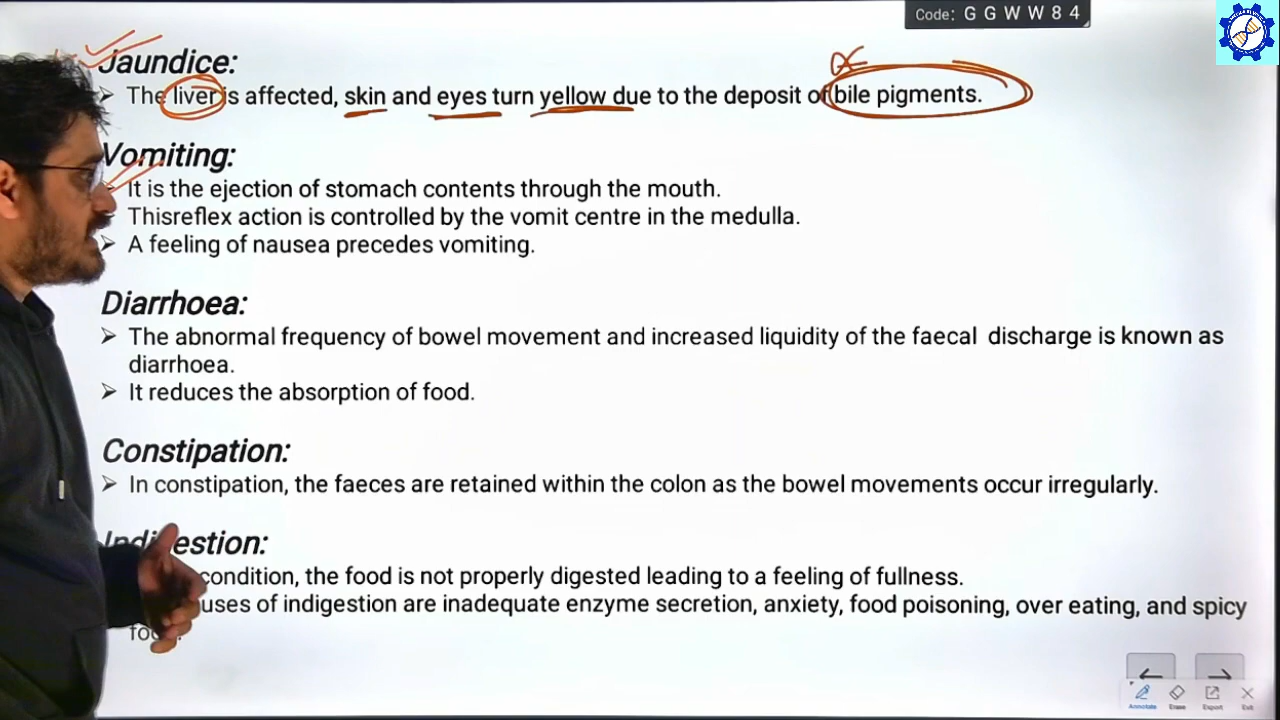 Code: G G W W 8 4
Jaundice:
The liver is affected, skin and eyes turn yellow due to the deposit of bile pigments.
Vomiting:
It is the ejection of stomach contents through the mouth.
Thisreflex action is controlled by the vomit centre in the medulla.
A feeling of nausea precedes vomiting.
Diarrhoea:
The abnormal frequency of bowel movement and increased liquidity of the faecal discharge is known as
diarrhoea.
It reduces the absorption of food.
Constipation:
In constipation, the faeces are retained within the colon as the bowel movements occur irregularly.
Indigestion:
condition, the food is not properly digested leading to a feeling of fullness.
of indigestion are inadequate enzyme secretion, anxiety, food poisoning, over eating, and spicy
Annotate Erase Export Exit